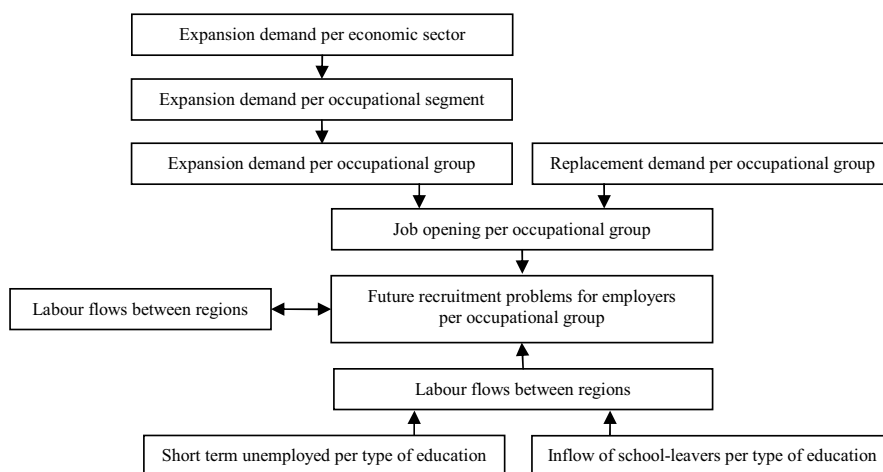 Expansion demand per economic sector
Expansion demand per occupational segment
Expansion demand per occupational group
Replacement demand per occupational group
Job opening per occupational group
Labour flows between regions
Future recruitment problems for employers
per occupational group
Labour flows between regions
Short term unemployed per type of education
Inflow of school-leavers per type of education